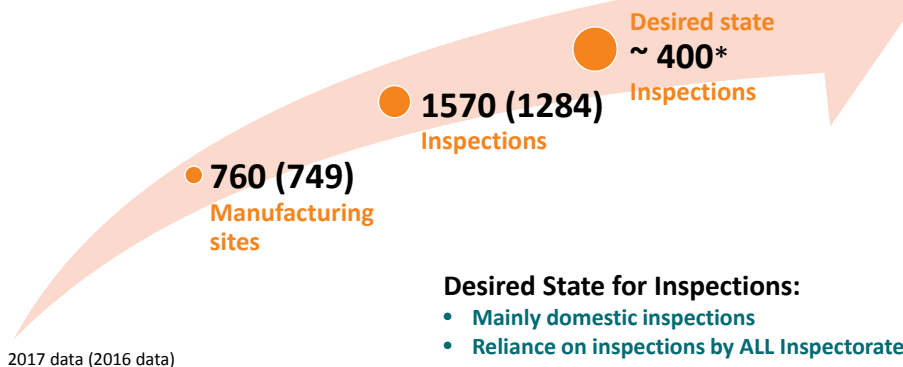 Desired state
~ 400*
Inspections
1570 (1284)
Inspections
760 (749)
Manufacturing
sites
Desired State for Inspections:
• Mainly domestic inspections
• Reliance on inspections by ALL Inspectorate
2017 data (2016 data)